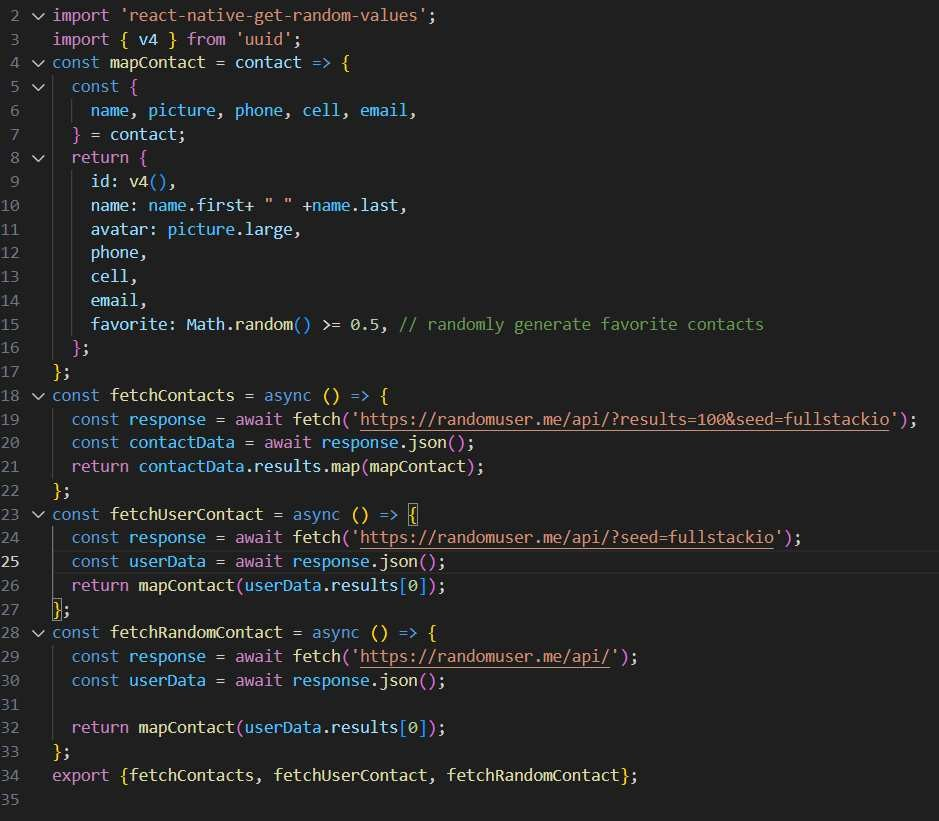 2 import 'react-native-get-random-values';
3 import { v4 } from 'uuid';
4 const mapContact = contact => {
5   const {
6     name, picture, phone, cell, email,
7   } = contact;
8   return {
9     id: v4(),
10     name: name.first+ " " +name.last,
11     avatar: picture.large,
12     phone,
13     cell,
14     email,
15     favorite: Math.random() >= 0.5, // randomly generate favorite contacts
16   };
17 };
18 const fetchContacts = async () => {
19   const response = await fetch('https://randomuser.me/api/?results=100&seed=fullstackio');
20   const contactData = await response.json();
21   return contactData.results.map(mapContact);
22 };
23 const fetchUserContact = async () => {
24   const response = await fetch('https://randomuser.me/api/?seed=fullstackio');
25   const userData = await response.json();
26   return mapContact(userData.results[0]);
27 };
28 const fetchRandomContact = async () => {
29   const response = await fetch('https://randomuser.me/api/');
30   const userData = await response.json();
31
32   return mapContact(userData.results[0]);
33 };
34 export {fetchContacts, fetchUserContact, fetchRandomContact};
35